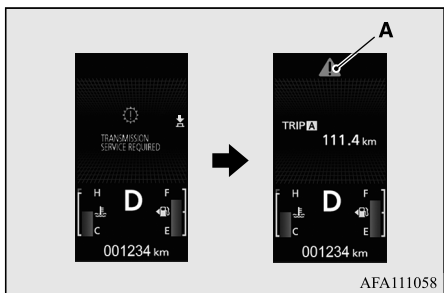 A
TRANSMISSION
SERVICE REQUIRED
TRIP A
111.4 km
F H F
D
C E
001234 km
F H F
D
C E
001234 km
AFA111058